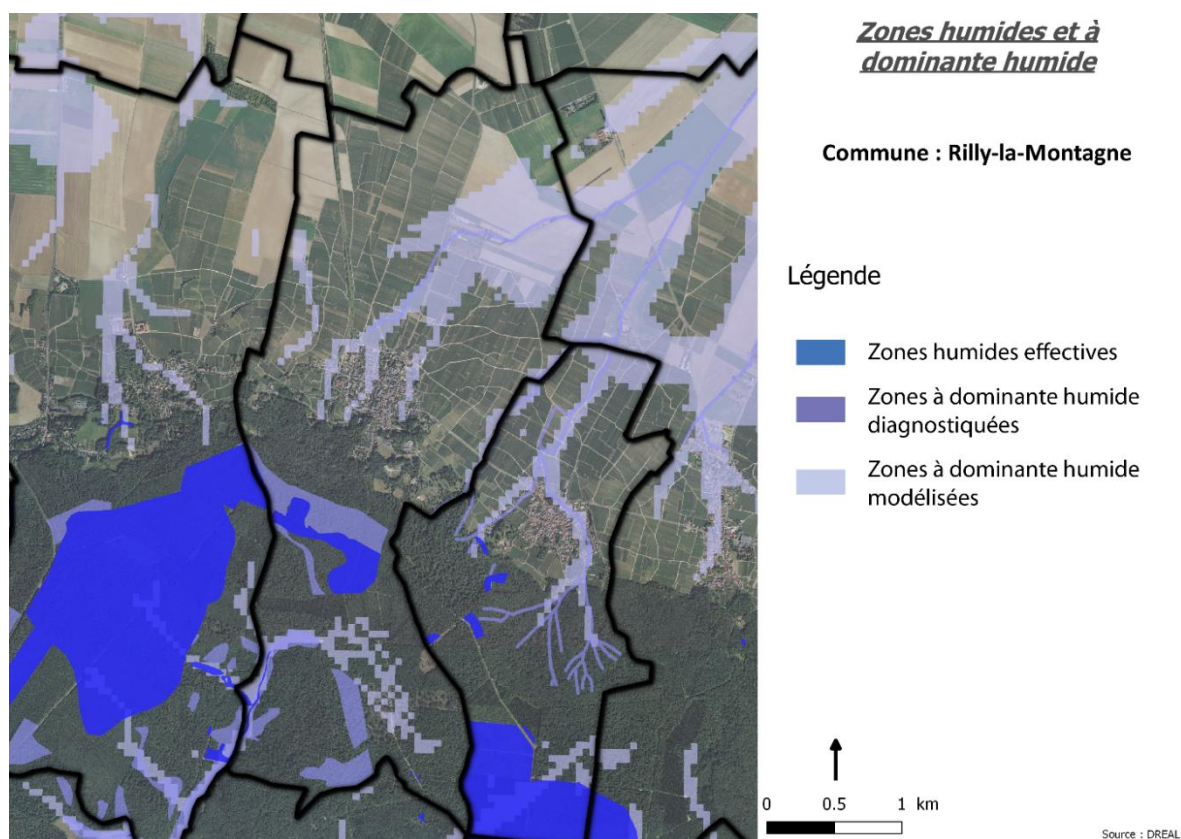 Zones humides et à
dominante humide
Commune : Rilly-la-Montagne
Légende
Zones humides effectives
Zones à dominante humide
diagnostiquées
Zones à dominante humide
modélisées
0 0.5 1 km
Source : DREAL